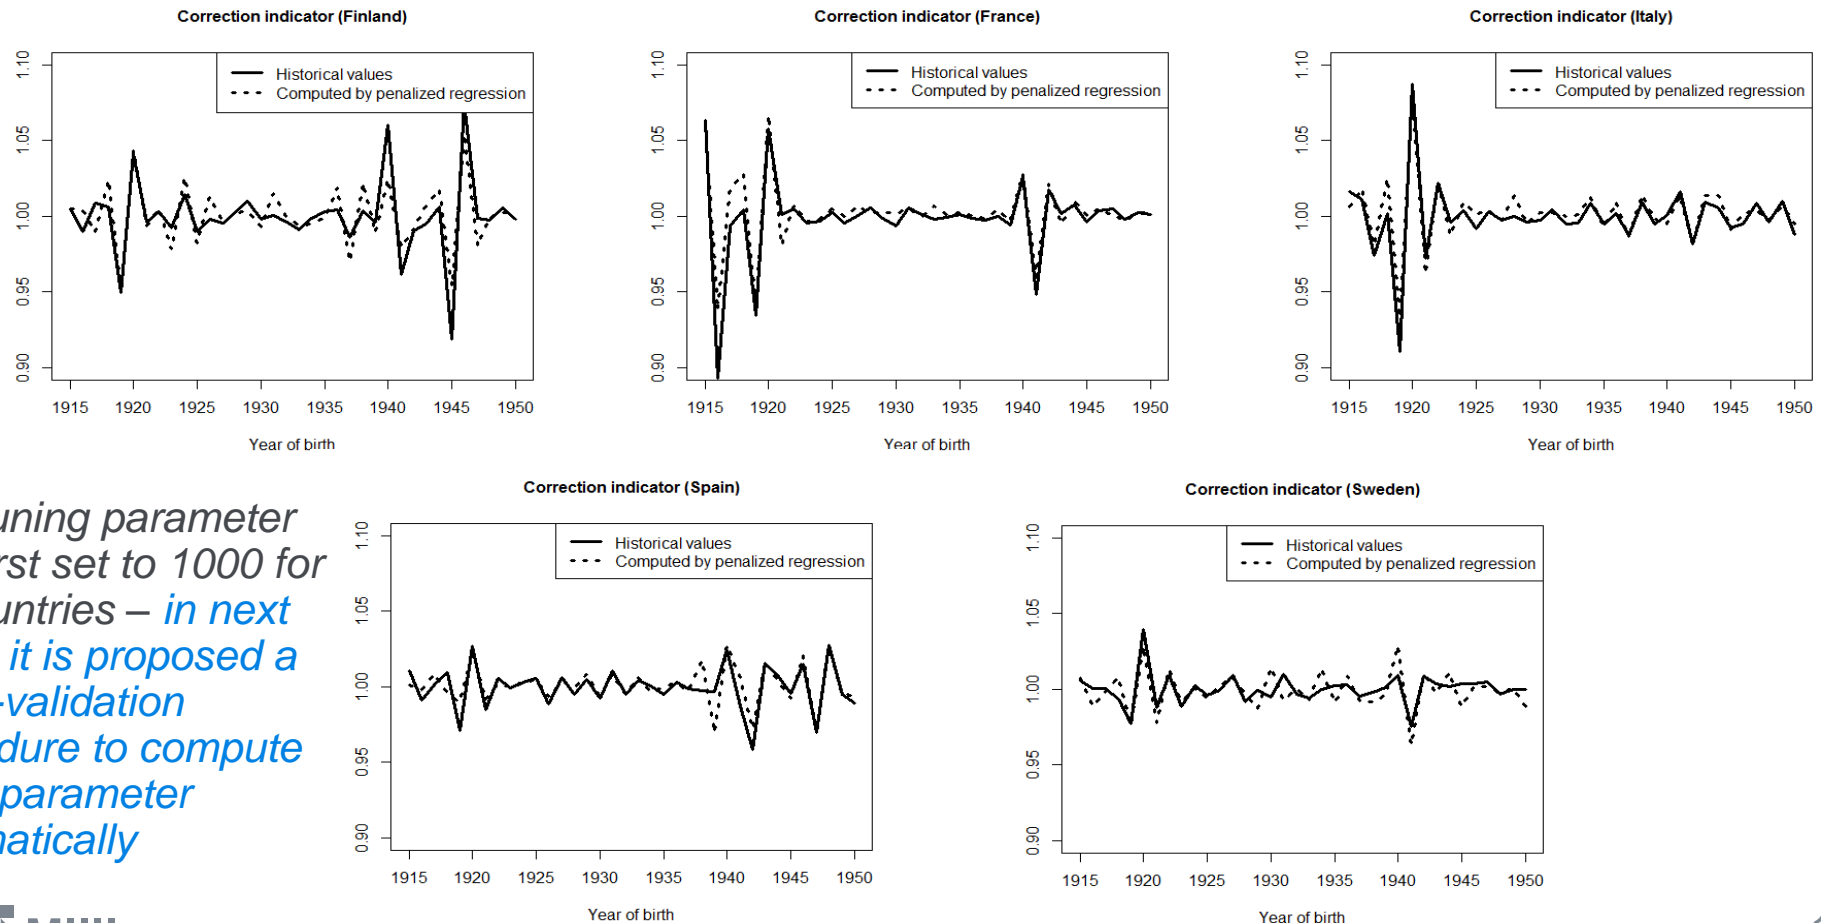 Correction indicator (Finland)
1.10
1.05
1.00
0.95
0.90
Historical values
Computed by penalized regression
1915 1920 1925 1930 1935 1940 1945 1950
Year of birth
Correction indicator (France)
1.10
1.05
1.00
0.95
0.90
Historical values
Computed by penalized regression
1915 1920 1925 1930 1935 1940 1945 1950
Year of birth
Correction indicator (Italy)
1.10
1.05
1.00
0.95
0.90
Historical values
Computed by penalized regression
1915 1920 1925 1930 1935 1940 1945 1950
Year of birth
uning parameter
rst set to 1000 for
untries – in next
it is proposed a
-validation
dure to compute
parameter
matically
Correction indicator (Spain)
1.10
1.05
1.00
0.95
0.90
Historical values
Computed by penalized regression
1915 1920 1925 1930 1935 1940 1945 1950
Year of birth
Correction indicator (Sweden)
1.10
1.05
1.00
0.95
0.90
Historical values
Computed by penalized regression
1915 1920 1925 1930 1935 1940 1945 1950
Year of birth